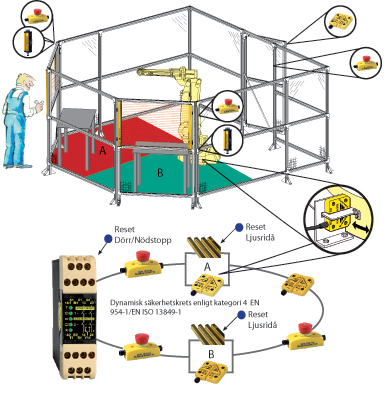 A
B
Reset
Dörr/Nödstopp
Reset
Ljusridå
A
Dynamisk säkerhetskrets enligt kategori 4 EN
954-1/EN ISO 13849-1
Reset
Ljusridå
B